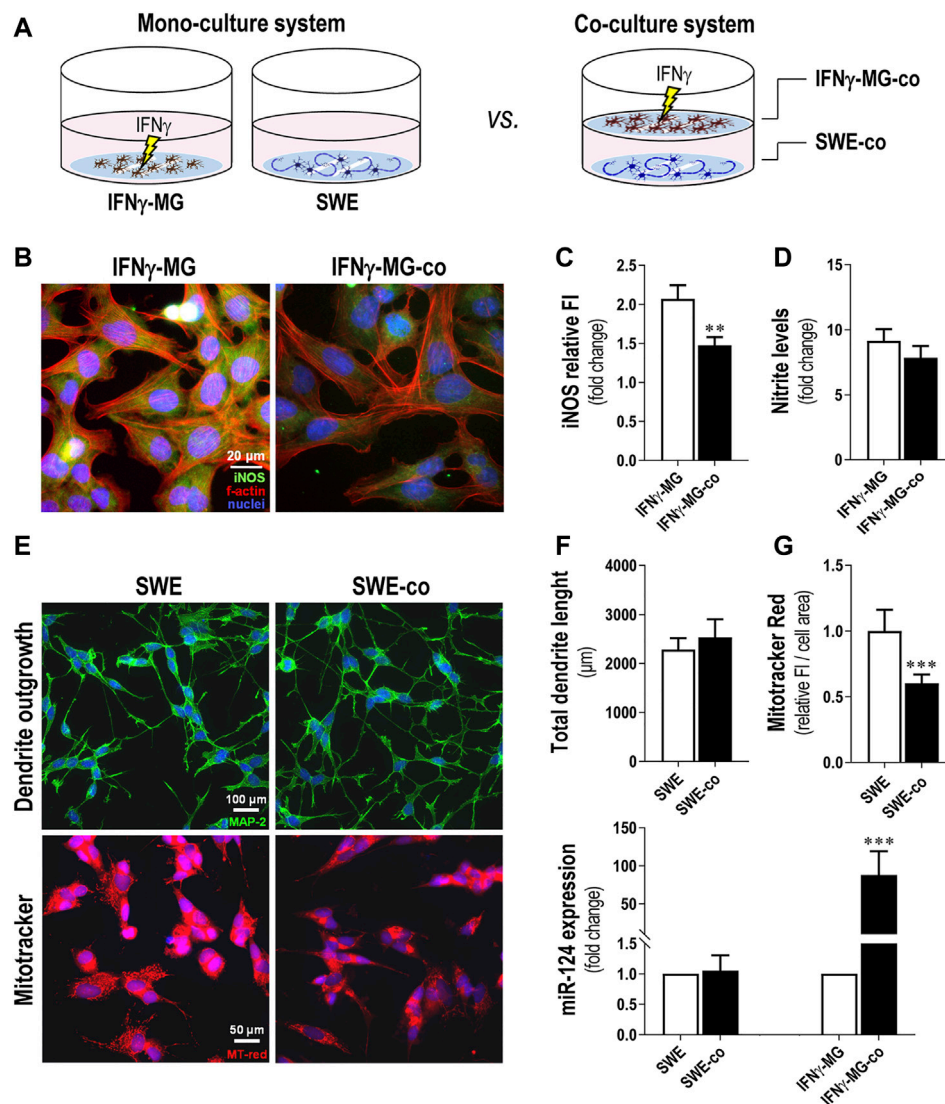 A
Mono-culture system
Co-culture system
IFNγ
IFNγ-MG
SWE
VS.
IFNγ
IFNγ-MG-co
SWE-co
B
IFNγ-MG
IFNγ-MG-co
20 µm
iNOS
f-actin
nuclei
C
iNOS relative FI
(fold change)
2.5
2.0
1.5
1.0
0.5
0.0
**
IFNγ-MG
IFNγ-MG-co
D
Nitrite levels
(fold change)
15
10
5
0
IFNγ-MG
IFNγ-MG-co
E
SWE
SWE-co
Dendrite outgrowth
100 µm
MAP-2
Mitotracker
50 µm
MT-red
F
Total dendrite lenght
(µm)
4000
3000
2000
1000
0
SWE
SWE-co
G
Mitotracker Red
(relative FI / cell area)
1.5
1.0
0.5
0.0
***
SWE
SWE-co
miR-124 expression
(fold change)
150
100
50
1.5
1.0
0.5
0.0
***
SWE
SWE-co
IFNγ-MG
IFNγ-MG-co